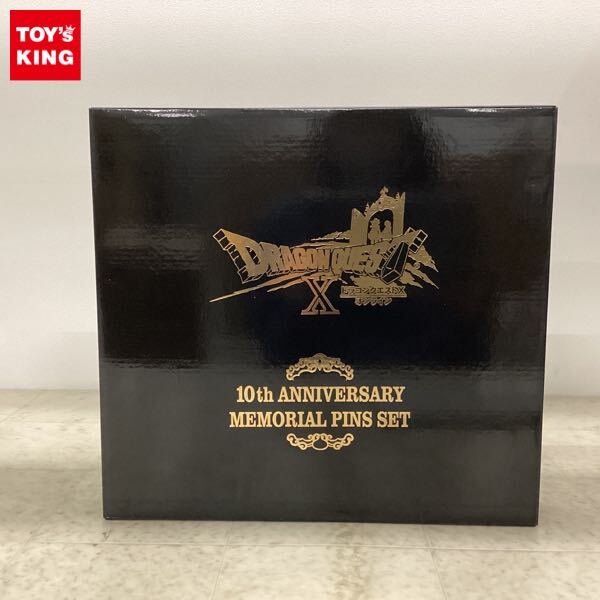 TOY's
KING
DRAGON QUEST
X
ドラゴンクエストX
オンライン
10th ANNIVERSARY
MEMORIAL PINS SET